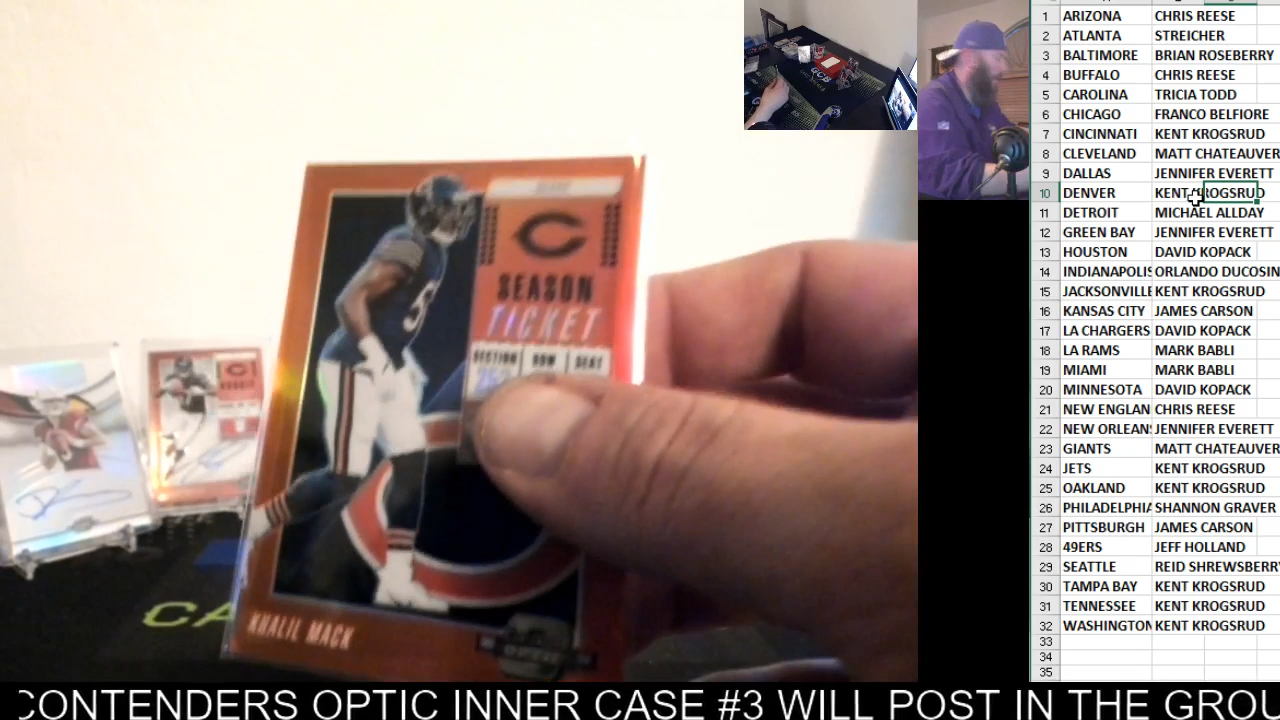 SEASON
TICKET
SECTION ROW SEAT
KHALIL MACK
1 ARIZONA CHRIS REESE
2 ATLANTA STREICHER
3 BALTIMORE BRIAN ROSEBERRY
4 BUFFALO CHRIS REESE
5 CAROLINA TRICIA TODD
6 CHICAGO FRANCO BELFIORE
7 CINCINNATI KENT KROGSRUD
8 CLEVELAND MATT CHATEAUVER
9 DALLAS JENNIFER EVERETT
10 DENVER KENT KROGSRUD
11 DETROIT MICHAEL ALLDAY
12 GREEN BAY JENNIFER EVERETT
13 HOUSTON DAVID KOPACK
14 INDIANAPOLIS ORLANDO DUCOSIN
15 JACKSONVILLE KENT KROGSRUD
16 KANSAS CITY JAMES CARSON
17 LA CHARGERS DAVID KOPACK
18 LA RAMS MARK BABLI
19 MIAMI MARK BABLI
20 MINNESOTA DAVID KOPACK
21 NEW ENGLAN CHRIS REESE
22 NEW ORLEANS JENNIFER EVERETT
23 GIANTS MATT CHATEAUVER
24 JETS KENT KROGSRUD
25 OAKLAND KENT KROGSRUD
26 PHILADELPHIA SHANNON GRAVER
27 PITTSBURGH JAMES CARSON
28 49ERS JEFF HOLLAND
29 SEATTLE REID SHREWSBERRY
30 TAMPA BAY KENT KROGSRUD
31 TENNESSEE KENT KROGSRUD
32 WASHINGTON KENT KROGSRUD
33
34
35
CONTENDERS OPTIC INNER CASE #3 WILL POST IN THE GROU